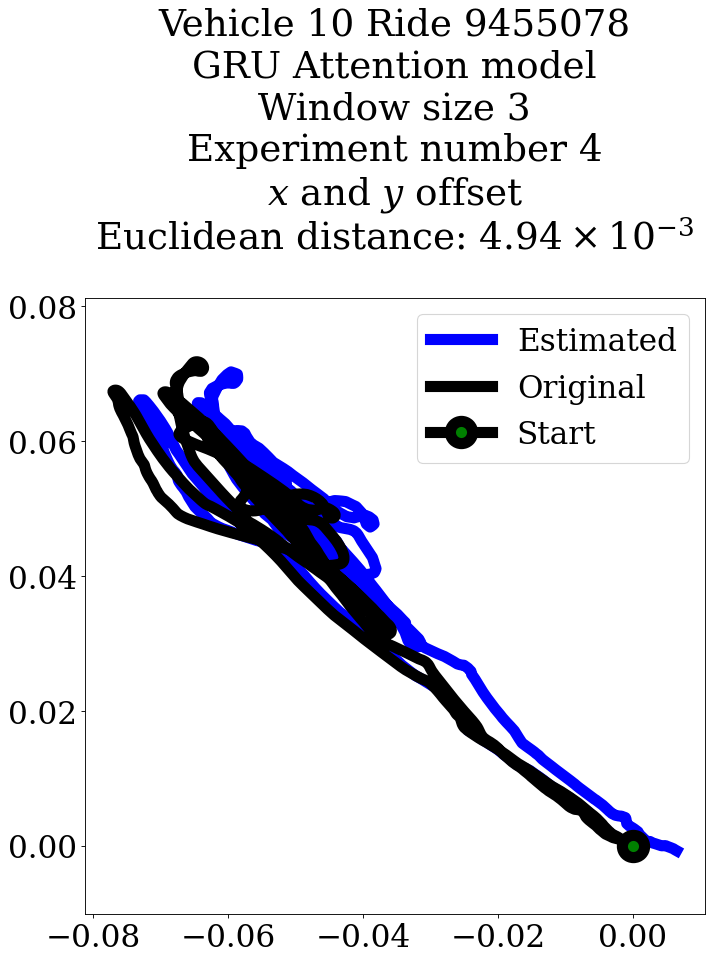 Vehicle 10 Ride 9455078
GRU Attention model
Window size 3
Experiment number 4
x and y offset
Euclidean distance: 4.94 × 10⁻³
Estimated
Original
Start
0.08
0.06
0.04
0.02
0.00
−0.08 −0.06 −0.04 −0.02 0.00